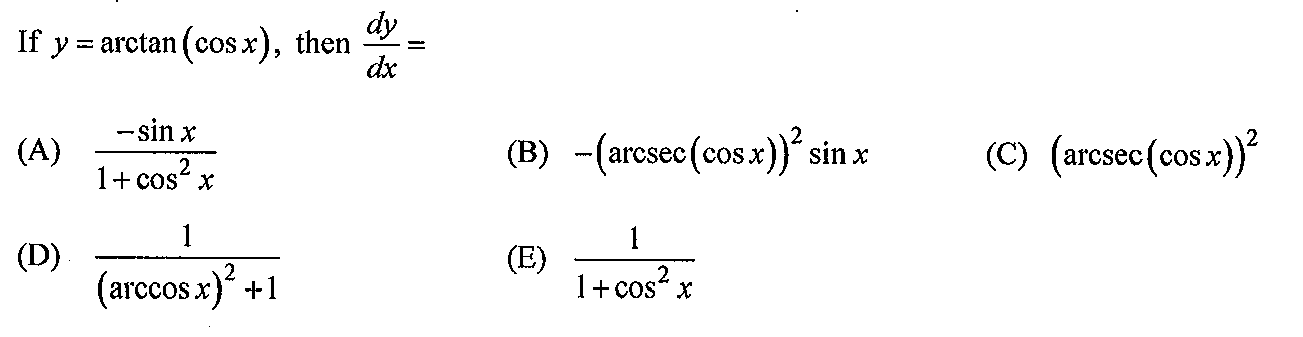 If y = arctan(cos x), then dy/dx =
(A) -sin x / 1 + cos² x (B) -(arcsec(cos x))² sin x (C) (arcsec(cos x))²
(D) 1 / (arccos x)² + 1 (E) 1 / 1 + cos² x